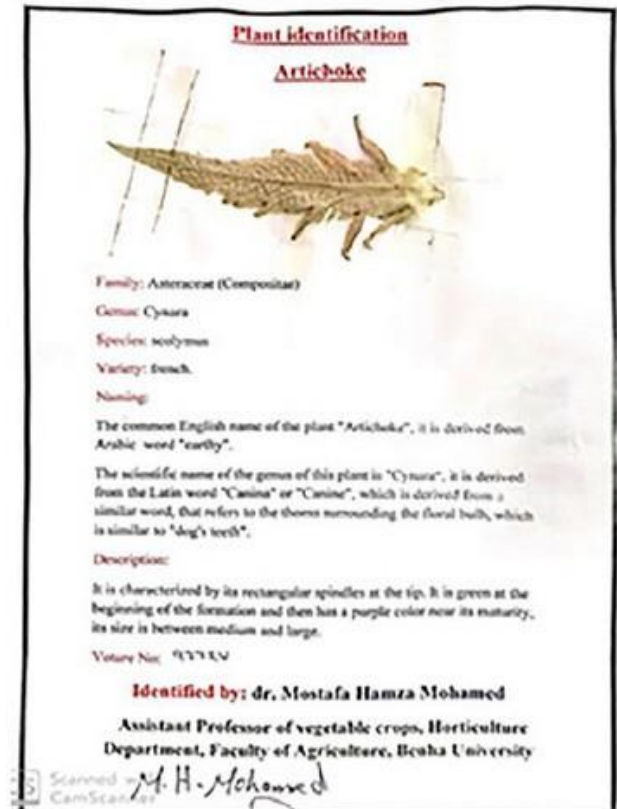 Plant identification
Artichoke
Family: Asteraceae (Compositae)
Genus: Cynara
Species: scolymus
Variety: french.
Naming:
The common English name of the plant "Artichoke", it is derived from
Arabic word "earthy".
The scientific name of the genus of this plant is "Cynara", it is derived
from the Latin word "Canina" or "Canine", which is derived from a
similar word, that refers to the thorns surrounding the floral bulb, which
is similar to "dog's teeth".
Description:
It is characterized by its rectangular spindles at the tip. It is green at the
beginning of the formation and then has a purple color near its maturity,
its size is between medium and large.
No:
Identified by: dr. Mostafa Hamza Mohamed
Assistant Professor of vegetable crops, Horticulture
Department, Faculty of Agriculture, Benha University
M. H. Mohamed
Scanned
CamScanner